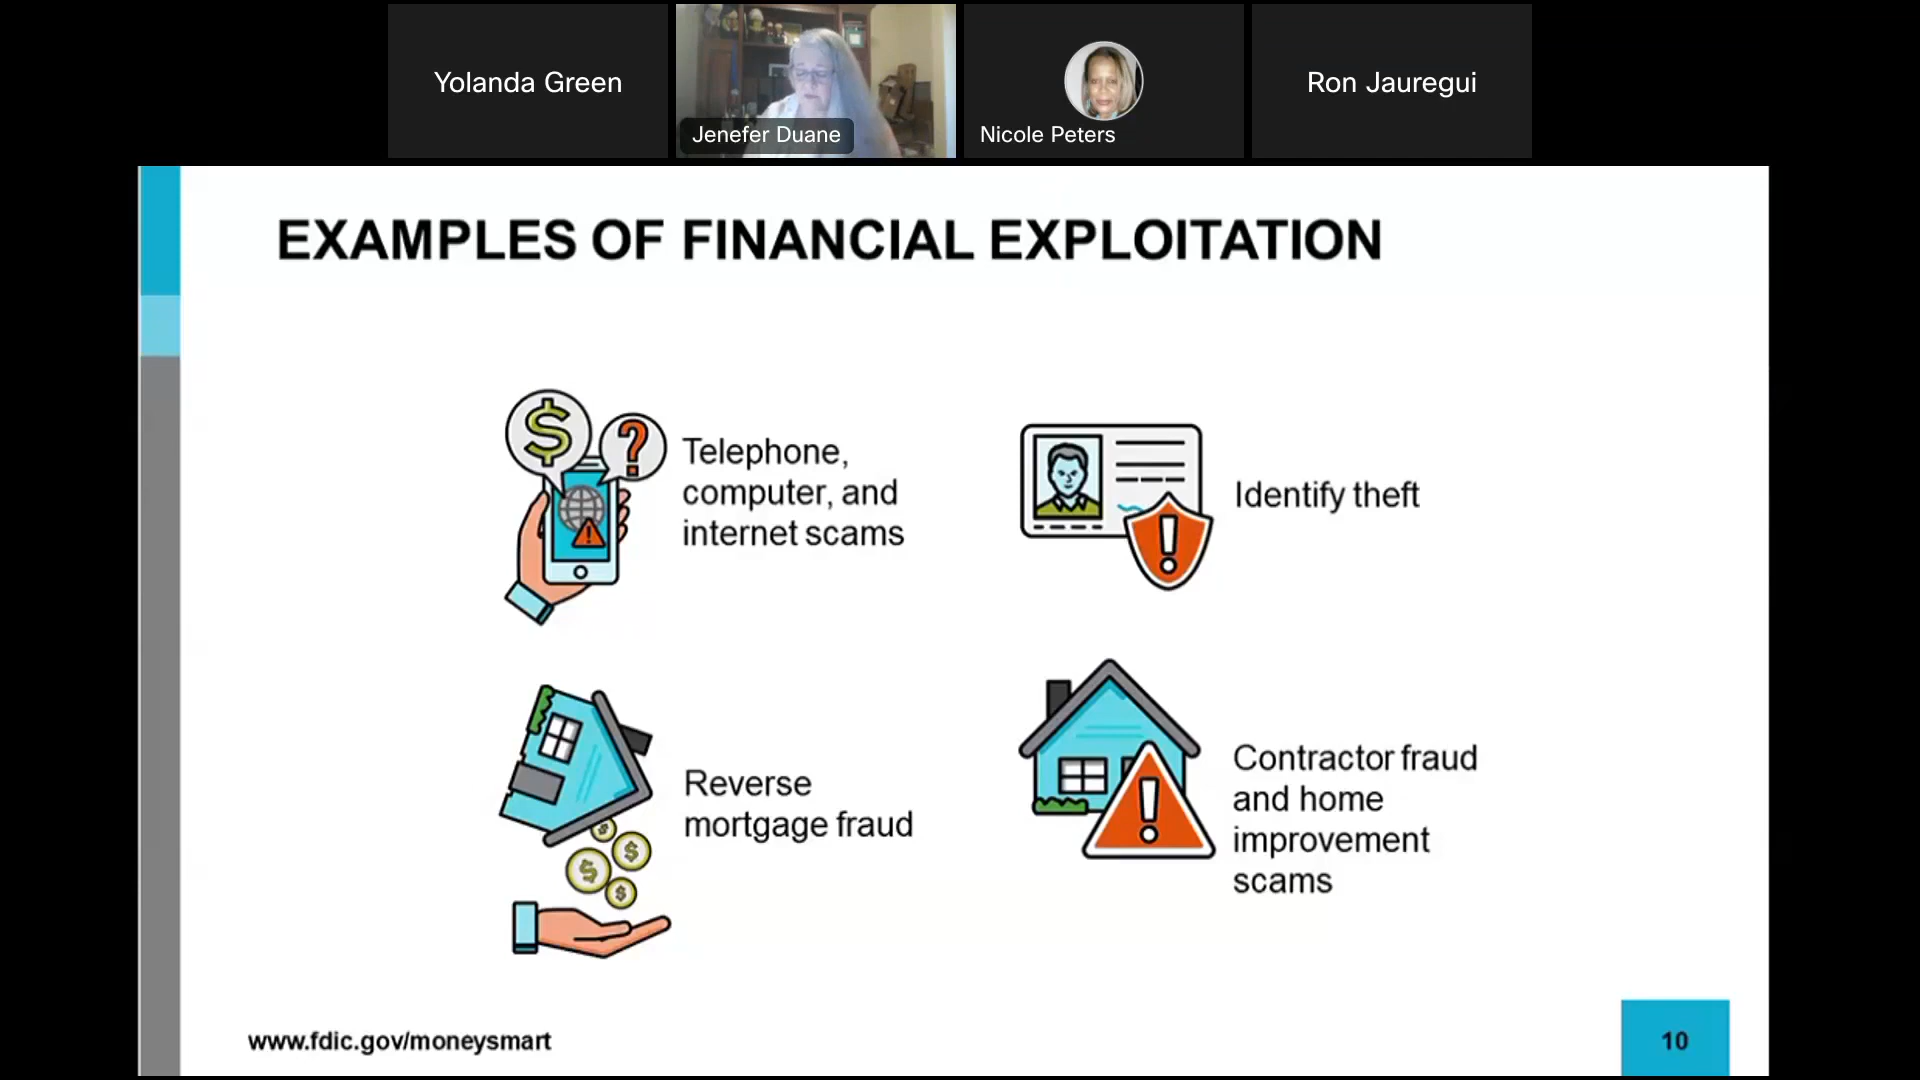 Yolanda Green
Jenefer Duane
Nicole Peters
Ron Jauregui
EXAMPLES OF FINANCIAL EXPLOITATION
$
?
Telephone,
computer, and
internet scams
Identify theft
Reverse
mortgage fraud
Contractor fraud
and home
improvement
scams
www.fdic.gov/moneysmart
10